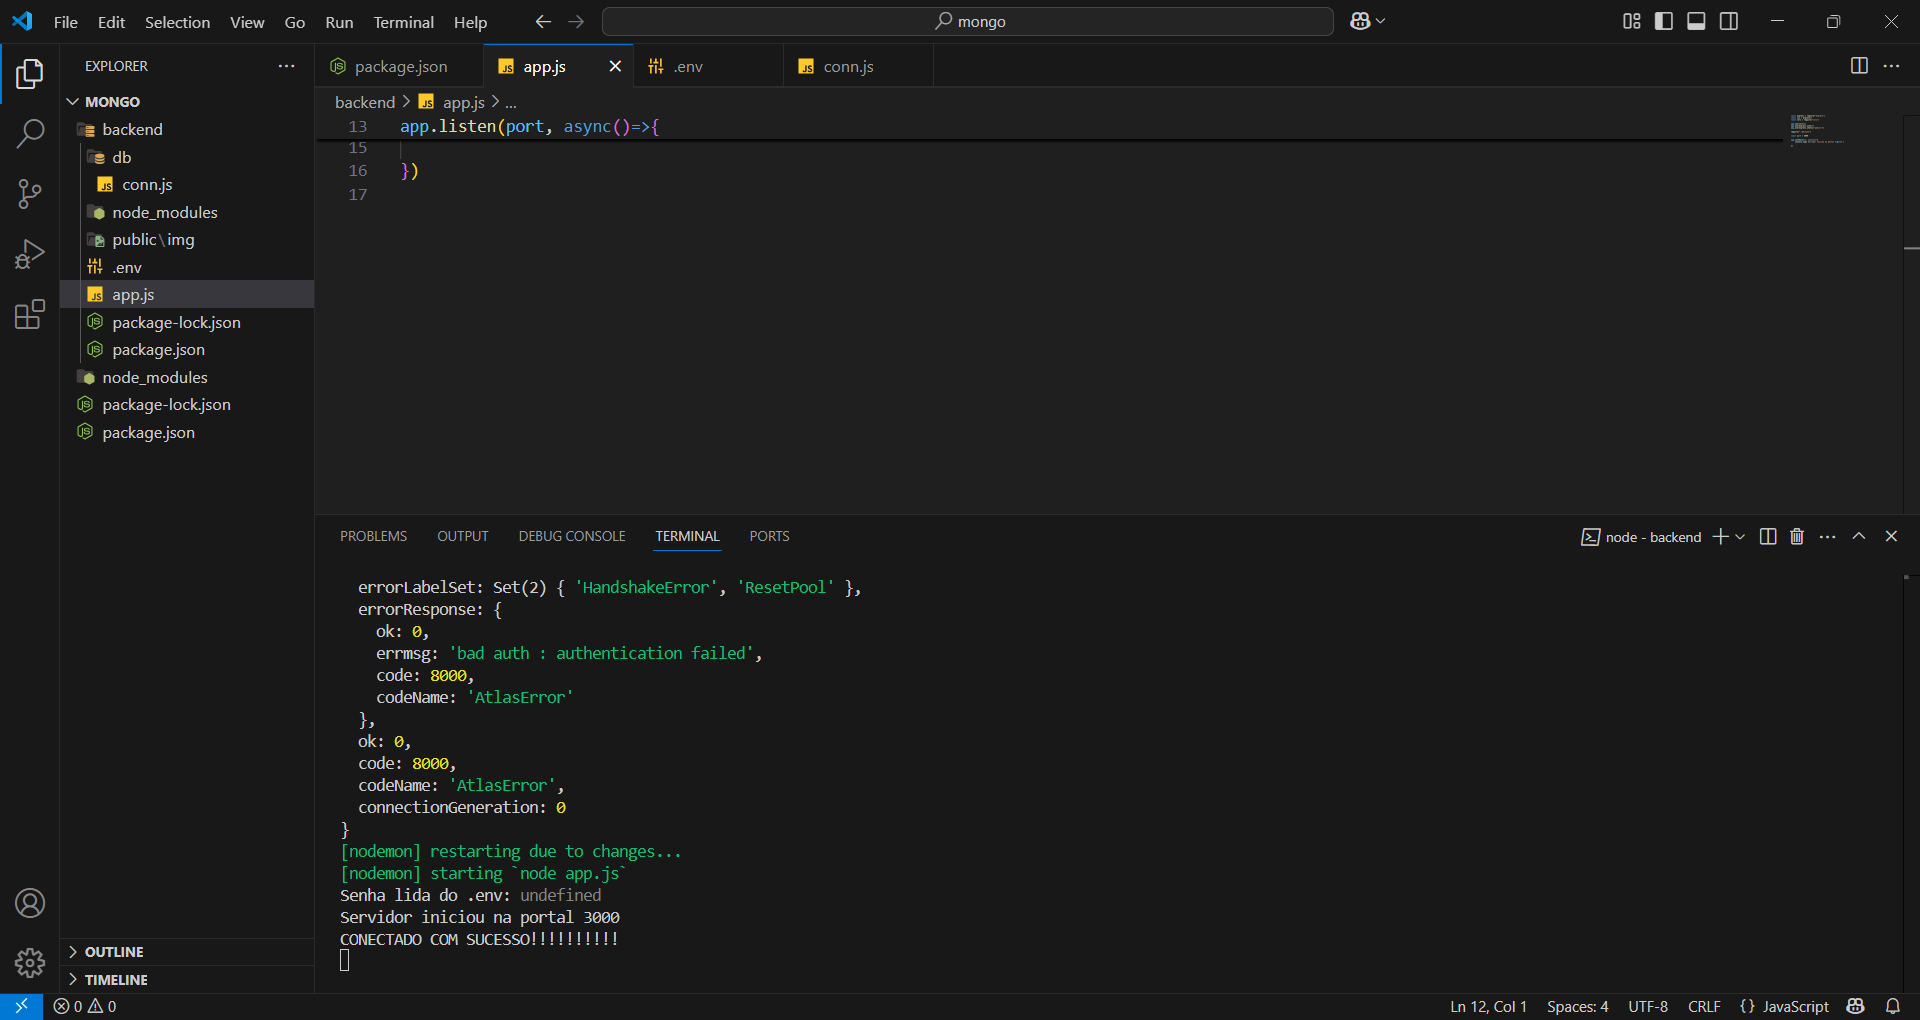 File Edit Selection View Go Run Terminal Help
mongo
EXPLORER
package.json
app.js
.env
conn.js
MONGO
backend
db
conn.js
node_modules
public\img
.env
app.js
package-lock.json
package.json
node_modules
package-lock.json
package.json
OUTLINE
TIMELINE
backend > app.js > ...
13 app.listen(port, async()=>{
15
16 })
17
PROBLEMS OUTPUT DEBUG CONSOLE TERMINAL PORTS
node - backend
errorLabelSet: Set(2) { 'HandshakeError', 'ResetPool' },
errorResponse: {
ok: 0,
errmsg: 'bad auth : authentication failed',
code: 8000,
codeName: 'AtlasError'
},
ok: 0,
code: 8000,
codeName: 'AtlasError',
connectionGeneration: 0
}
[nodemon] restarting due to changes...
[nodemon] starting `node app.js`
Senha lida do .env: undefined
Servidor iniciou na portal 3000
CONECTADO COM SUCESSO!!!!!!!!!!
0 0
Ln 12, Col 1 Spaces: 4 UTF-8 CRLF {} JavaScript